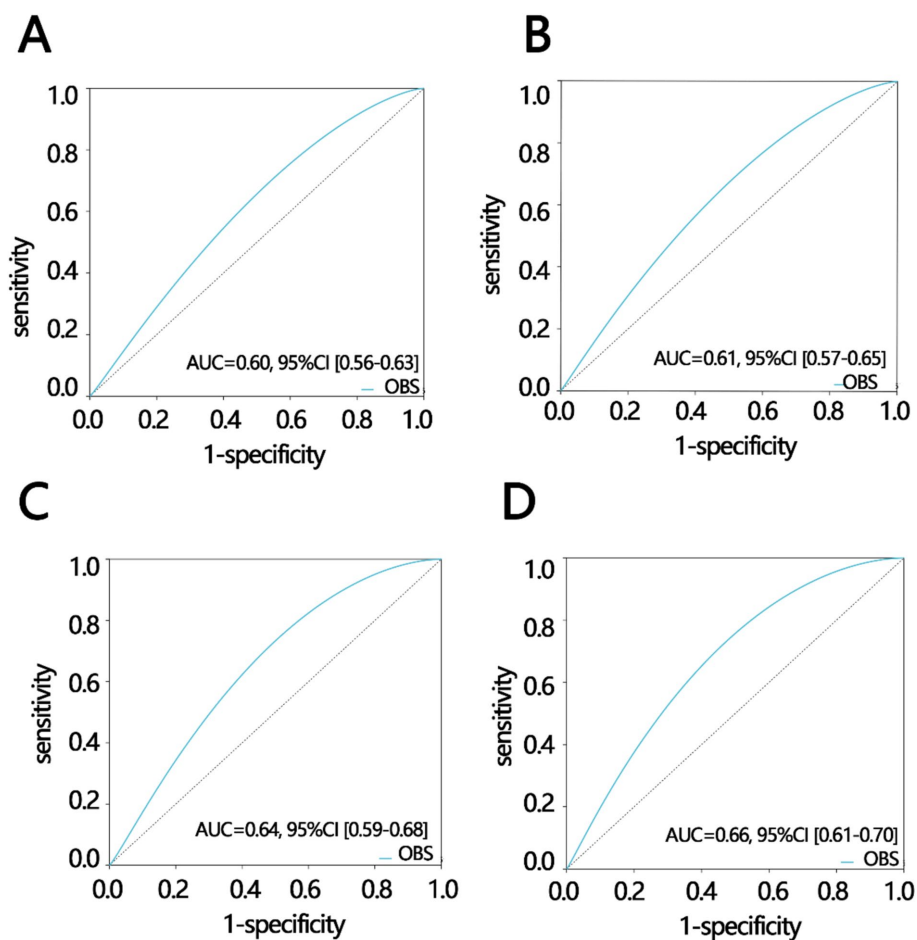 A
1.0
0.8
0.6
0.4
0.2
0.0
sensitivity
AUC=0.60, 95%CI [0.56-0.63]
OBS
0.0 0.2 0.4 0.6 0.8 1.0
1-specificity
B
1.0
0.8
0.6
0.4
0.2
0.0
sensitivity
AUC=0.61, 95%CI [0.57-0.65]
OBS
0.0 0.2 0.4 0.6 0.8 1.0
1-specificity
C
1.0
0.8
0.6
0.4
0.2
0.0
sensitivity
AUC=0.64, 95%CI [0.59-0.68]
OBS
0.0 0.2 0.4 0.6 0.8 1.0
1-specificity
D
1.0
0.8
0.6
0.4
0.2
0.0
sensitivity
AUC=0.66, 95%CI [0.61-0.70]
OBS
0.0 0.2 0.4 0.6 0.8 1.0
1-specificity